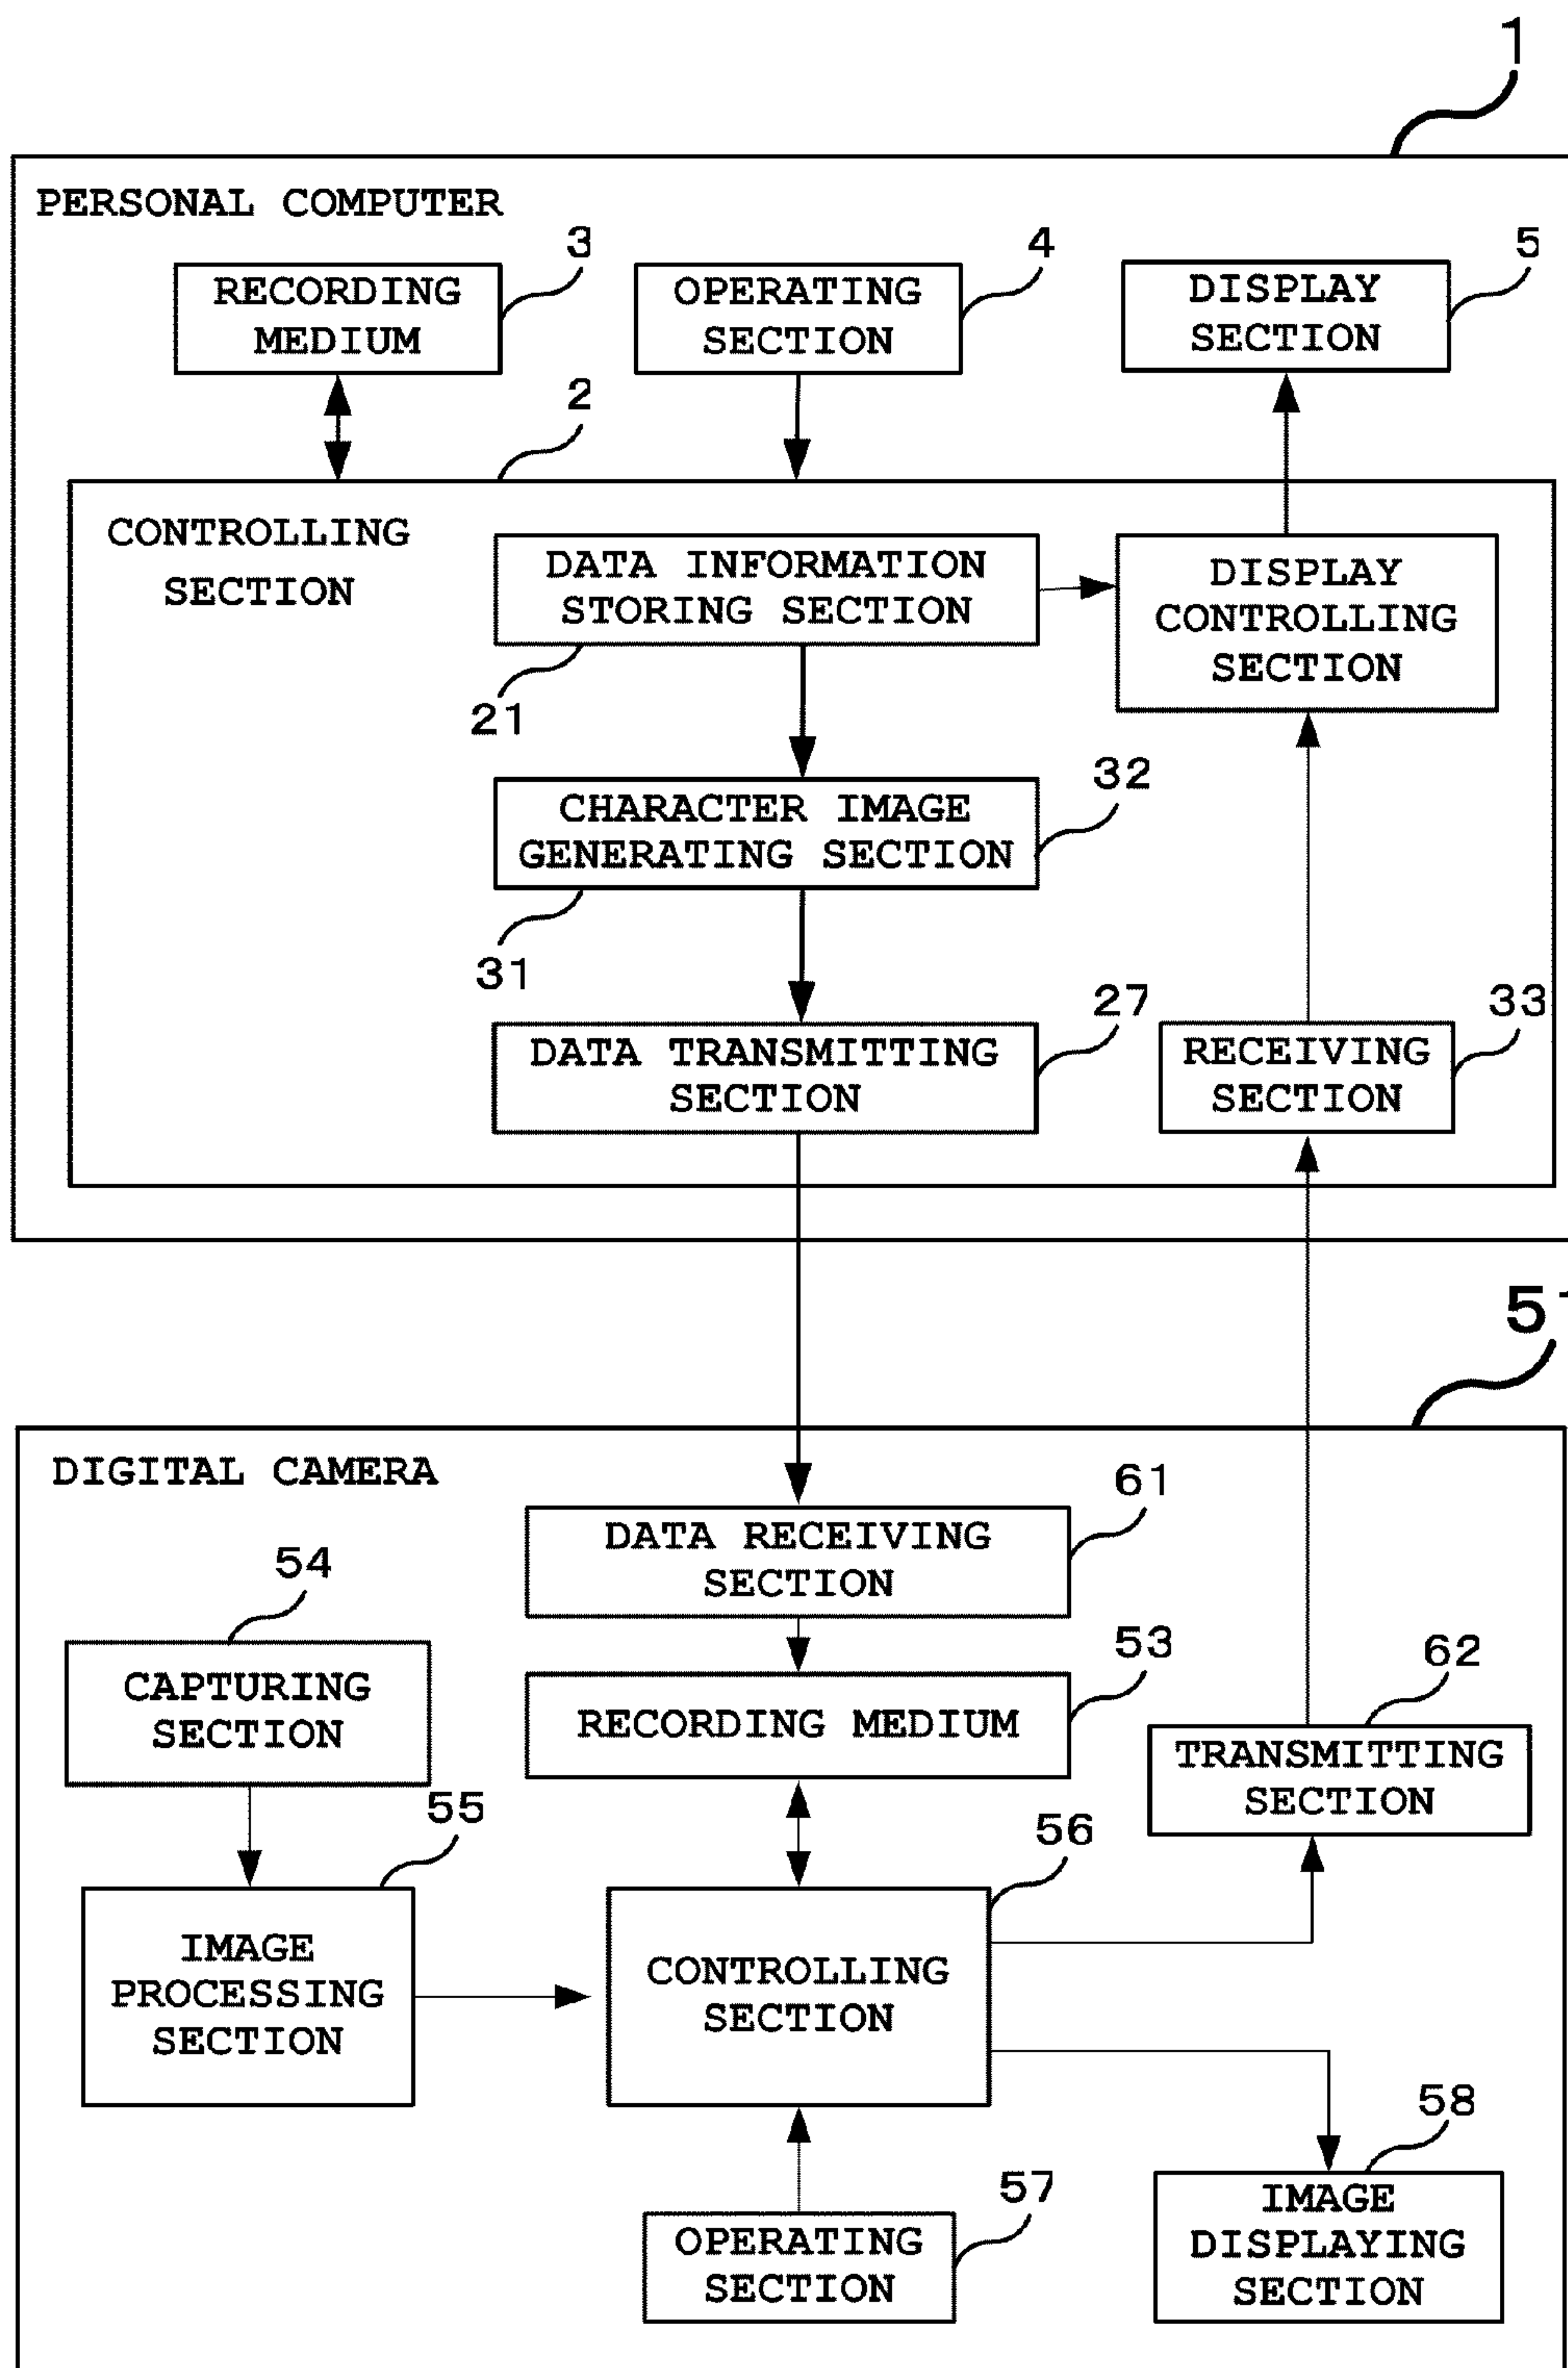 1
PERSONAL COMPUTER
3
4
5
RECORDING
MEDIUM
OPERATING
SECTION
DISPLAY
SECTION
2
CONTROLLING
SECTION
DATA INFORMATION
STORING SECTION
DISPLAY
CONTROLLING
SECTION
21
32
CHARACTER IMAGE
GENERATING SECTION
31
27
33
DATA TRANSMITTING
SECTION
RECEIVING
SECTION
51
DIGITAL CAMERA
61
DATA RECEIVING
SECTION
54
CAPTURING
SECTION
53
RECORDING MEDIUM
62
TRANSMITTING
SECTION
55
56
IMAGE
PROCESSING
SECTION
CONTROLLING
SECTION
58
57
OPERATING
SECTION
IMAGE
DISPLAYING
SECTION